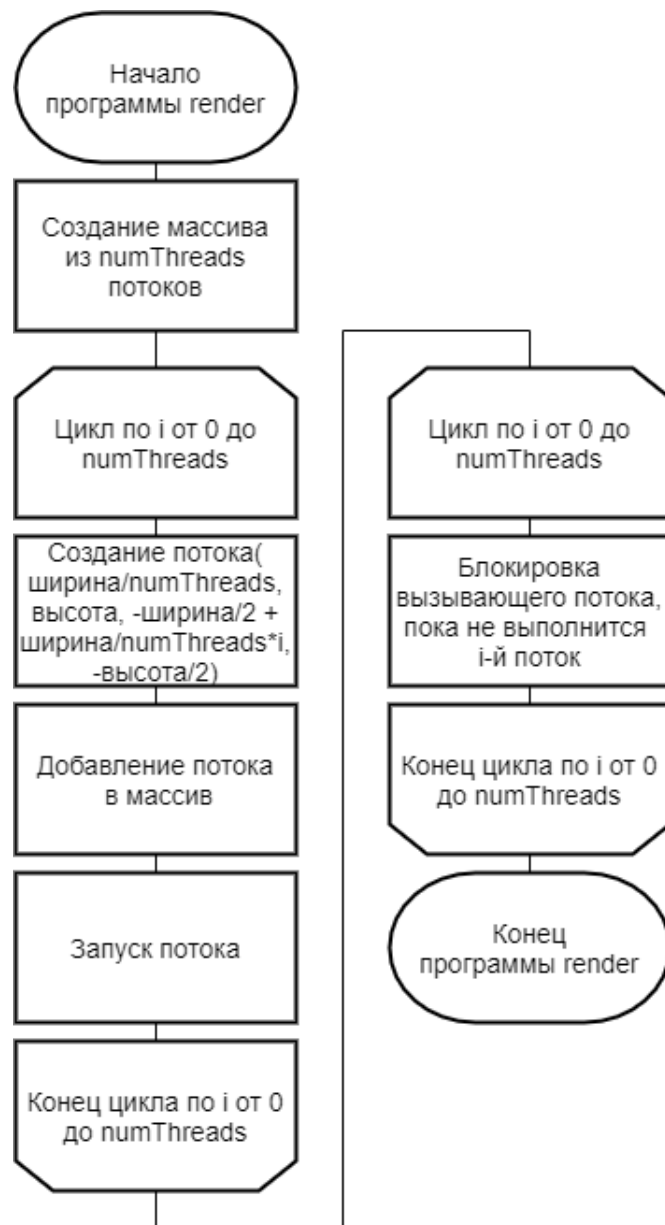 Начало
программы render
Создание массива
из numThreads
потоков
Цикл по i от 0 до
numThreads
Создание потока(
ширина/numThreads,
высота, -ширина/2 +
ширина/numThreads*i,
-высота/2)
Добавление потока
в массив
Запуск потока
Конец цикла по i от 0
до numThreads
Цикл по i от 0 до
numThreads
Блокировка
вызывающего потока,
пока не выполнится
i-й поток
Конец цикла по i от 0
до numThreads
Конец
программы render